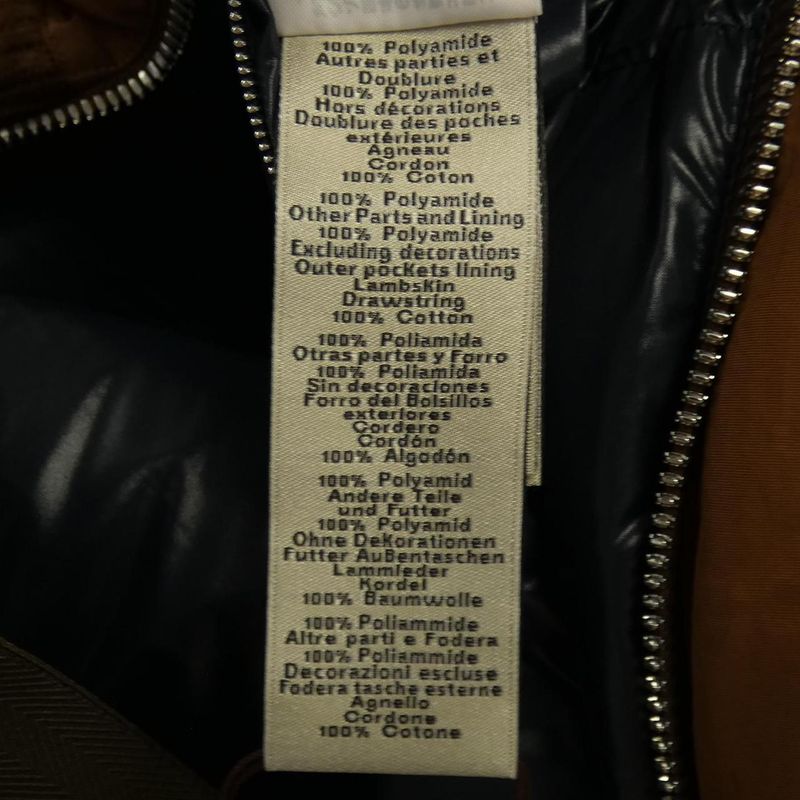 100% Polyamide
Autres parties et
Doublure
100% Polyamide
Hors décorations
Doublure des poches
extérieures
Agneau
Cordon
100% Coton
100% Polyamide
Other Parts and Lining
100% Polyamide
Excluding decorations
Outer pockets lining
Lambskin
Drawstring
100% Cotton
100% Poliamida
Otras partes y Forro
100% Poliamida
Sin decoraciones
Forro del Bolsillos
exteriores
Cordero
Cordón
100% Algodón
100% Polyamid
Andere Teile
und Futter
100% Polyamid
Ohne Dekorationen
Futter Außentaschen
Lammleder
Kordel
100% Baumwolle
100% Poliammide
Altre parti e Fodera
100% Poliammide
Decorazioni escluse
Fodera tasche esterne
Agnello
Cordone
100% Cotone